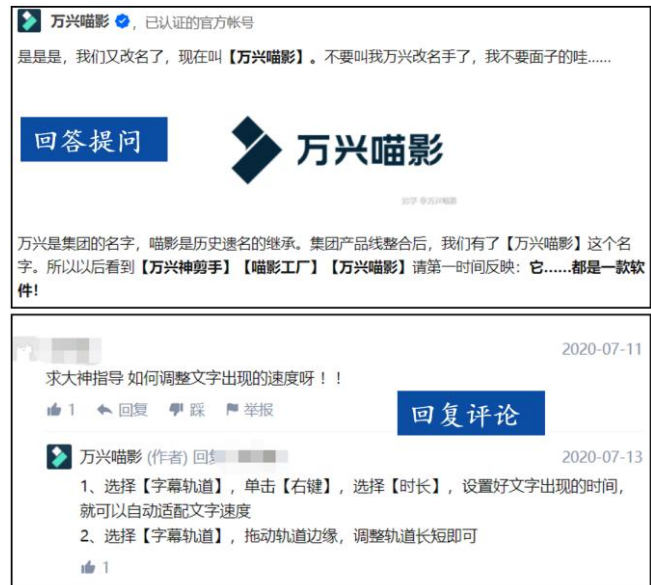 万兴喵影，已认证的官方帐号
是是是，我们又改名了，现在叫【万兴喵影】。不要叫我万兴改名手了，我不要面子的哇……
回答提问
万兴喵影
知乎 @万兴喵影
万兴是集团的名字，喵影是历史遗名的继承。集团产品线整合后，我们有了【万兴喵影】这个名
字。所以以后看到【万兴神剪手】【喵影工厂】【万兴喵影】请第一时间反映：它……都是一款软
件！
2020-07-11
求大神指导 如何调整文字出现的速度呀！！
1 回复 踩 举报
回复评论
万兴喵影 (作者) 回复
2020-07-13
1、选择【字幕轨道】，单击【右键】，选择【时长】，设置好文字出现的时间，
就可以自动适配文字速度
2、选择【字幕轨道】，拖动轨道边缘，调整轨道长短即可
1